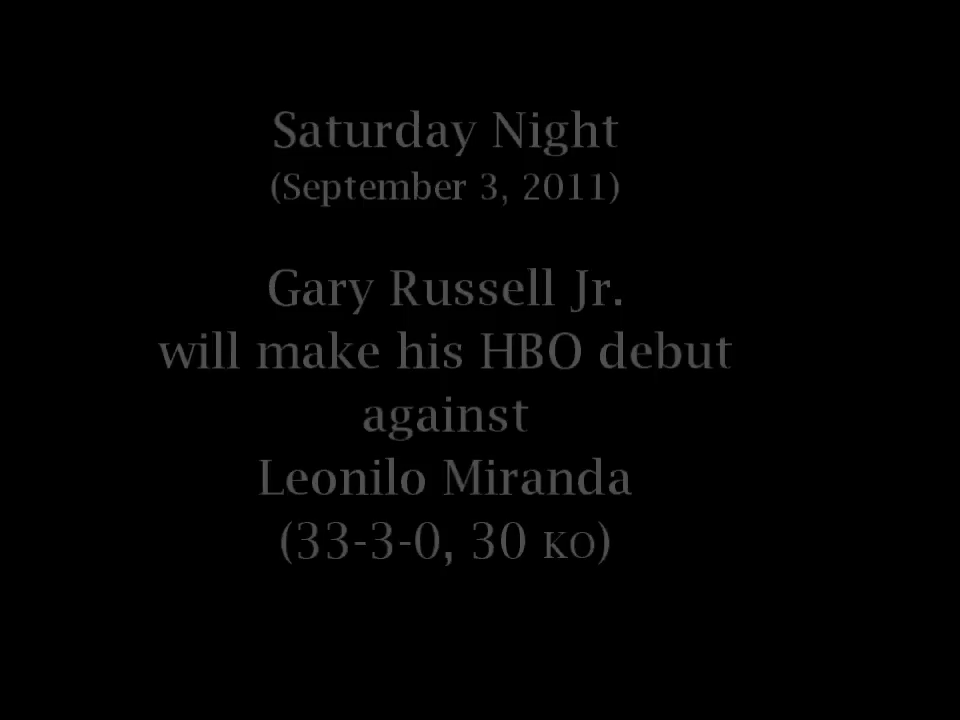 Saturday Night
(September 3, 2011)
Gary Russell Jr.
will make his HBO debut
against
Leonilo Miranda
(33-3-0, 30 KO)